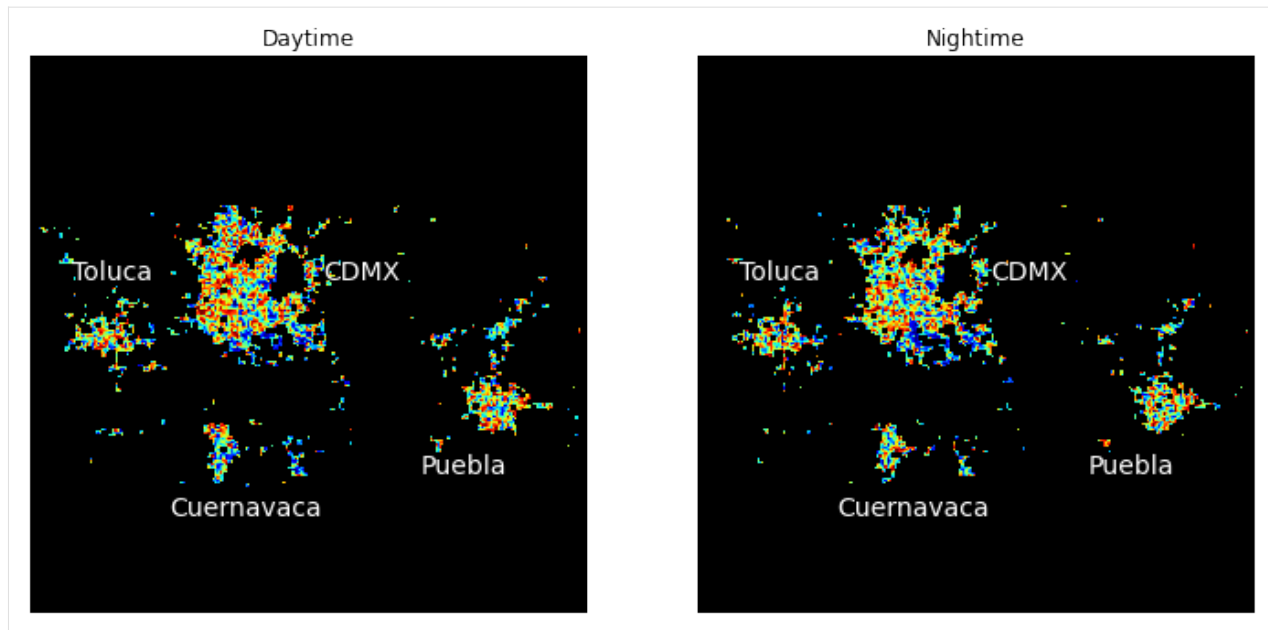 Daytime
Toluca
CDMX
Puebla
Cuernavaca
Nightime
Toluca
CDMX
Puebla
Cuernavaca